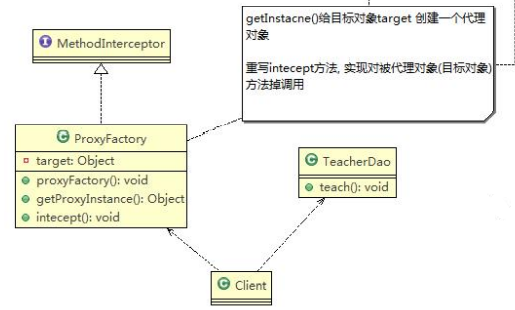 getInstacne()给目标对象target 创建一个代理
对象
重写intecept方法, 实现对被代理对象(目标对象)
方法掉调用
I MethodInterceptor
C ProxyFactory
target: Object
proxyFactory(): void
getProxyInstance(): Object
intecept(): void
C TeacherDao
teach(): void
C Client